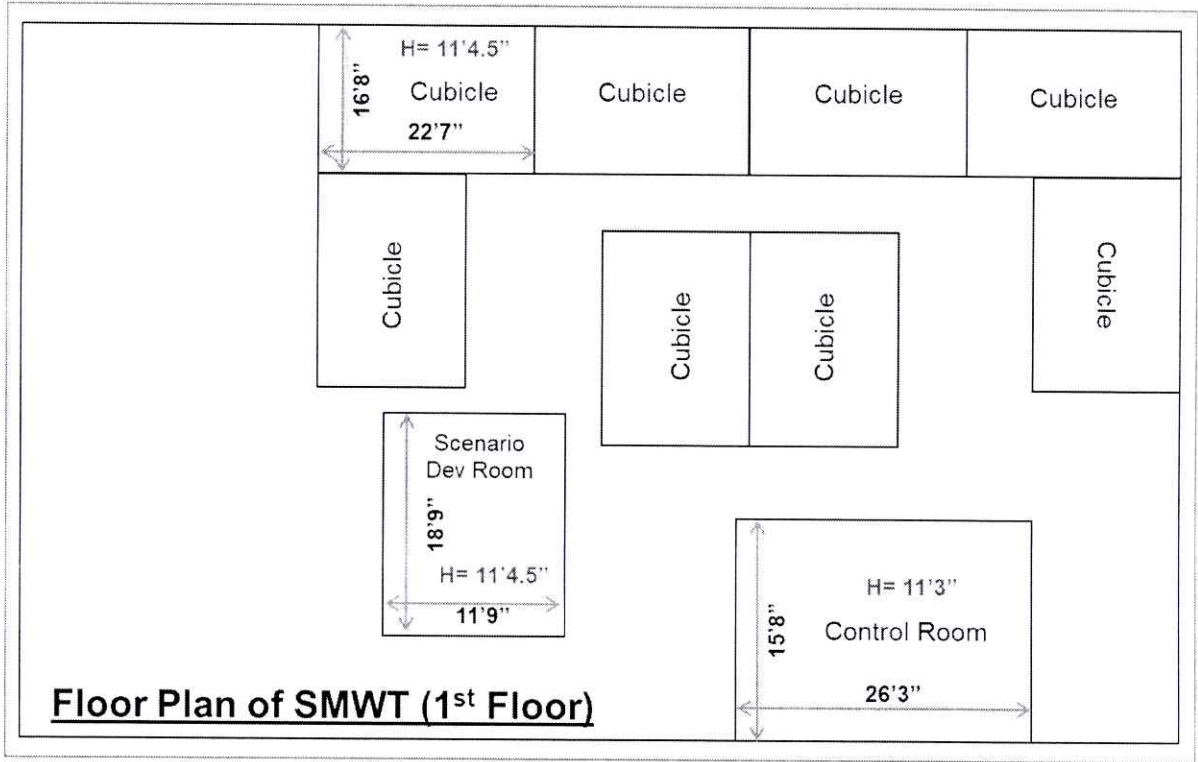 H= 11'4.5”
16'8”
Cubicle
22'7”
Cubicle
Cubicle
Cubicle
Cubicle
Cubicle
Cubicle
Cubicle
Scenario
Dev Room
18'9”
H= 11'4.5”
11'9”
H= 11'3”
15'8”
Control Room
26'3”
Floor Plan of SMWT (1st Floor)